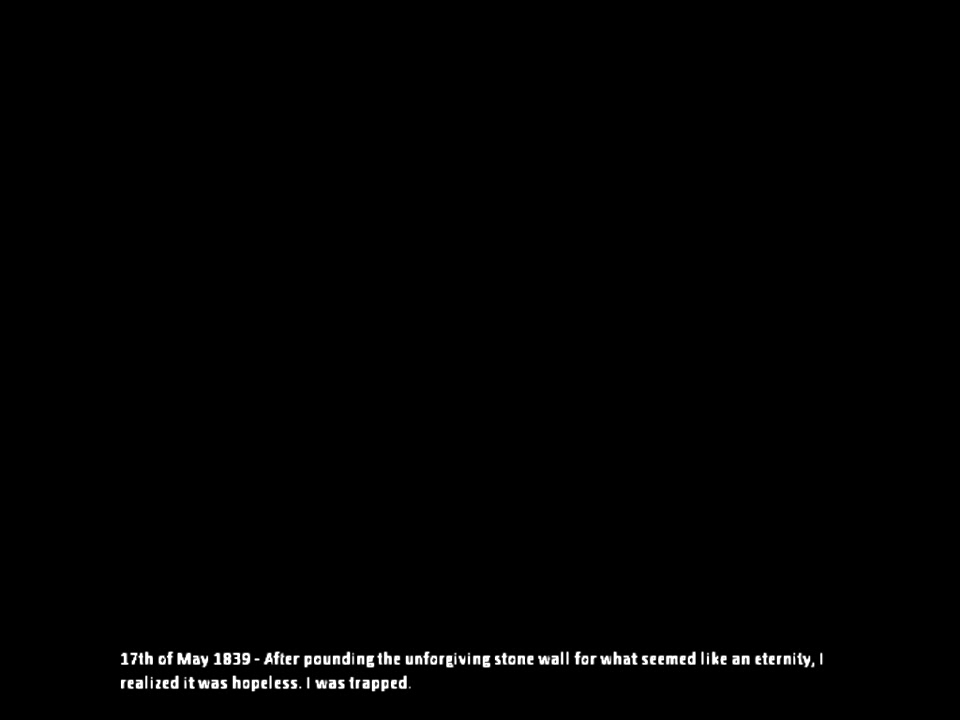 17th of May 1839 - After pounding the unforgiving stone wall for what seemed like an eternity, I
realized it was hopeless. I was trapped.